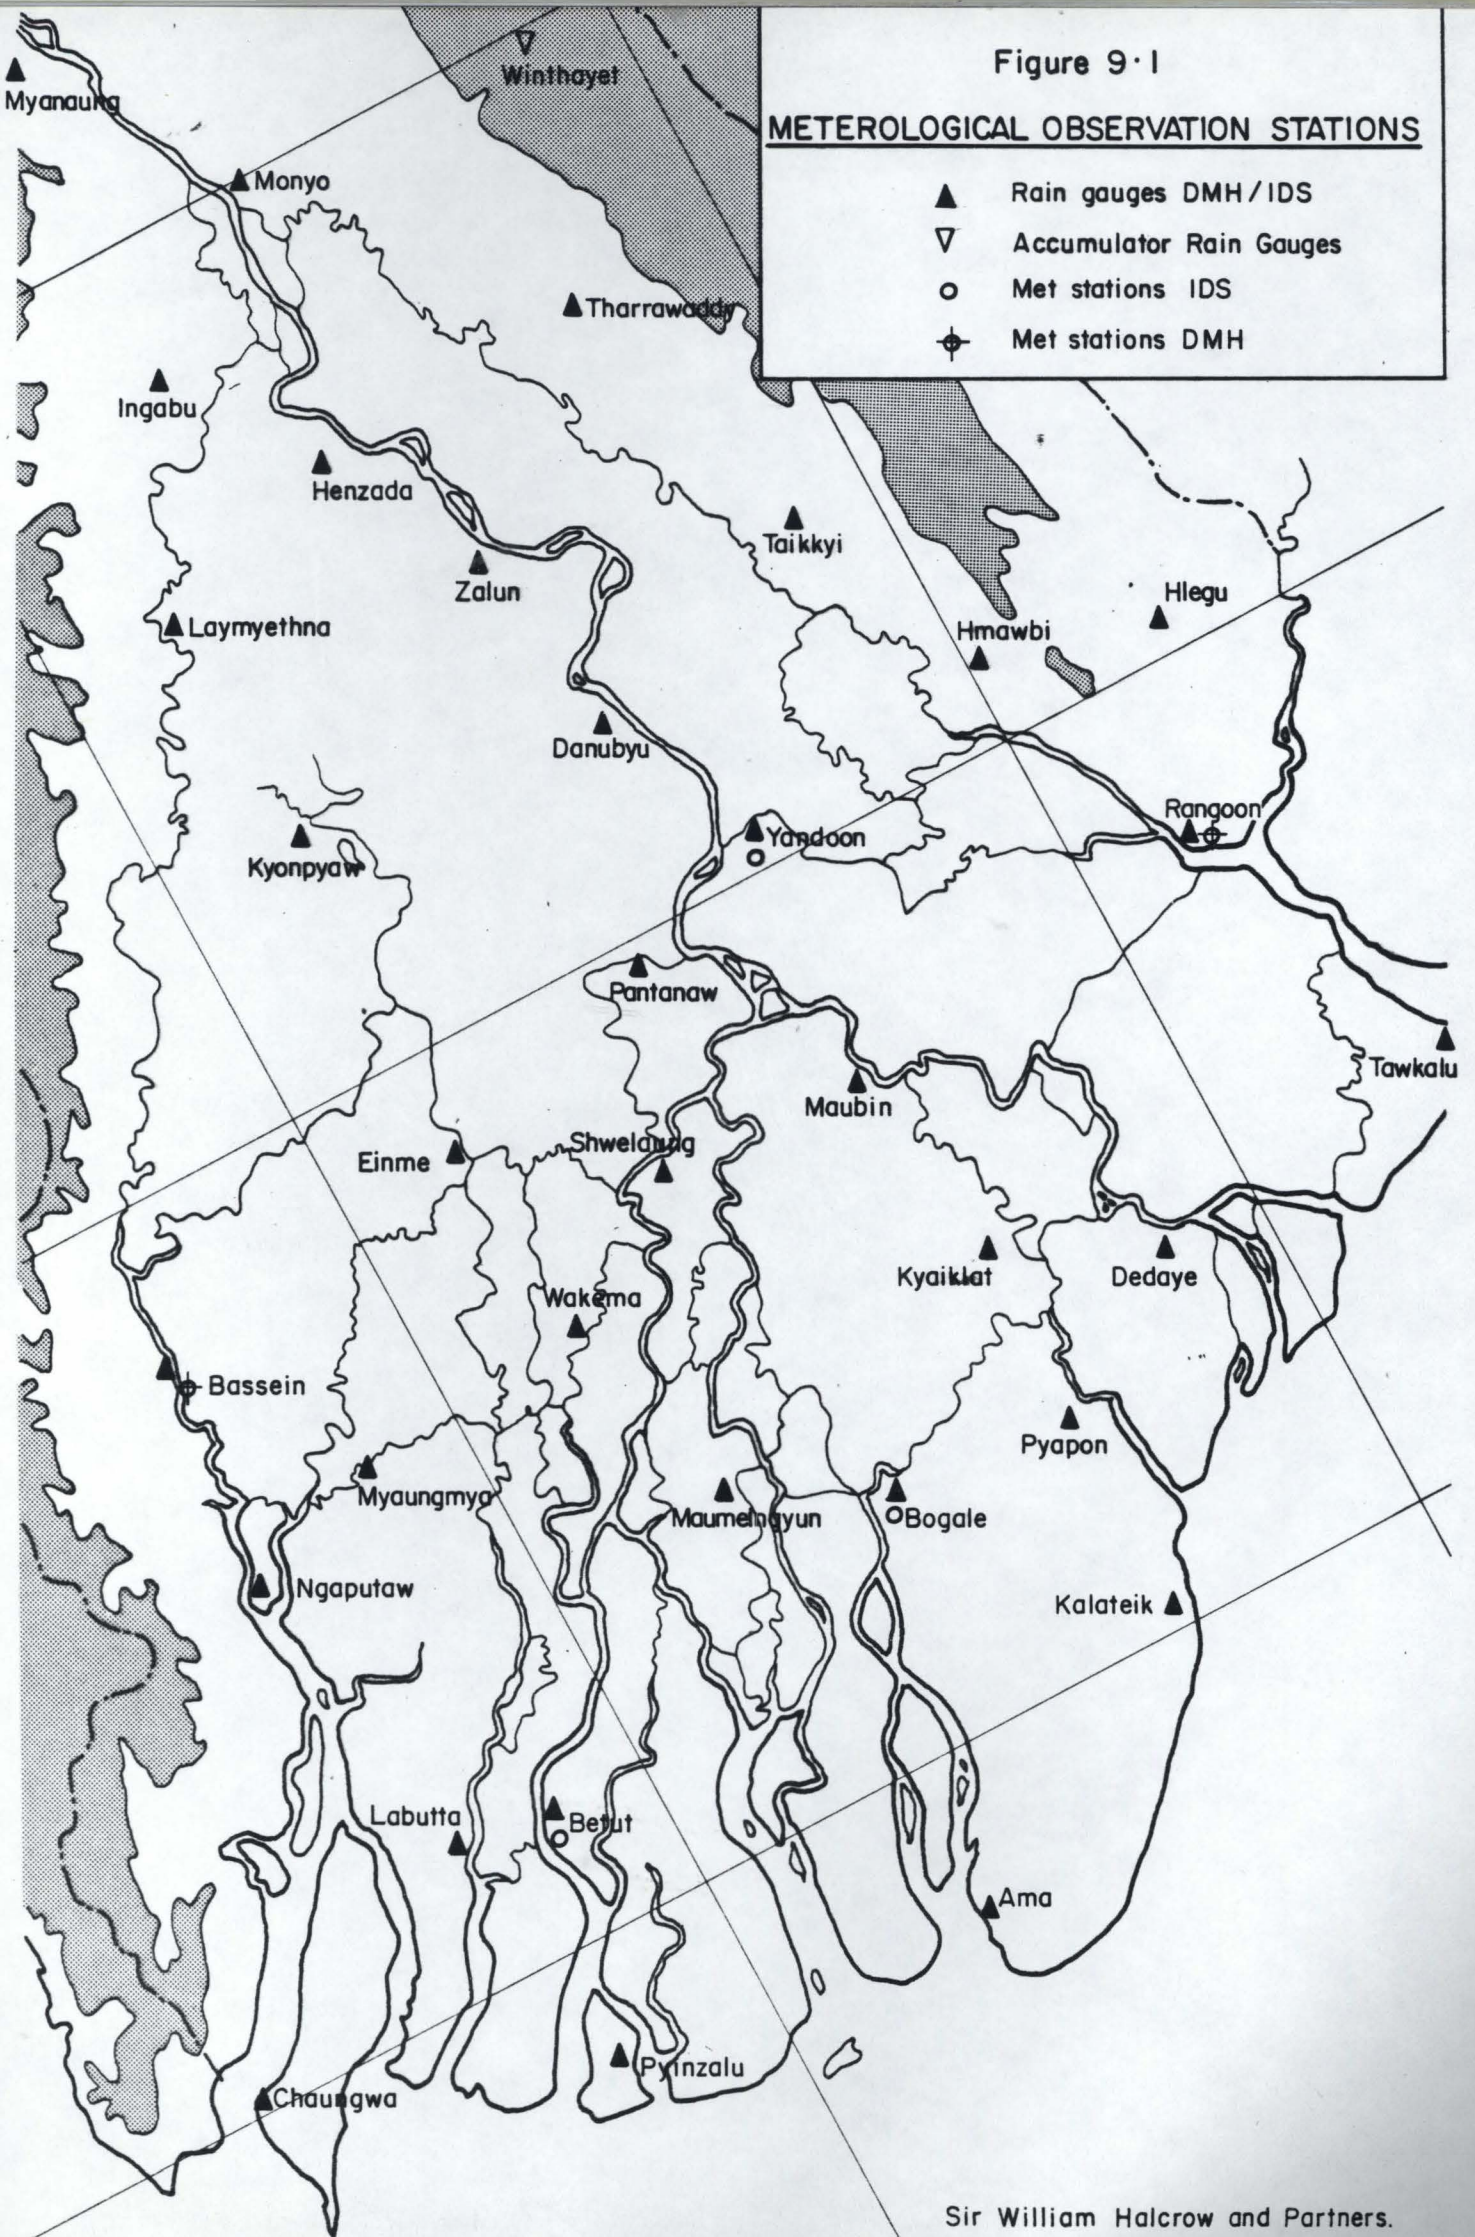 Figure 9·1
METEROLOGICAL OBSERVATION STATIONS
Rain gauges DMH/IDS
Accumulator Rain Gauges
Met stations IDS
Met stations DMH
Winthayet
Myanaung
Monyo
Tharrawaddy
Ingabu
Henzada
Taikkyi
Zalun
Hlegu
Laymyethna
Hmawbi
Danubyu
Rangoon
Yandoon
Kyonpyaw
Pantanaw
Tawkalu
Maubin
Shwelaung
Einme
Kyaiklat
Dedaye
Wakema
Bassein
Pyapon
Myaungmya
Maumeingyun
Bogale
Ngaputaw
Kalateik
Labutta
Betut
Ama
Pyinzalu
Chaungwa
Sir William Halcrow and Partners.